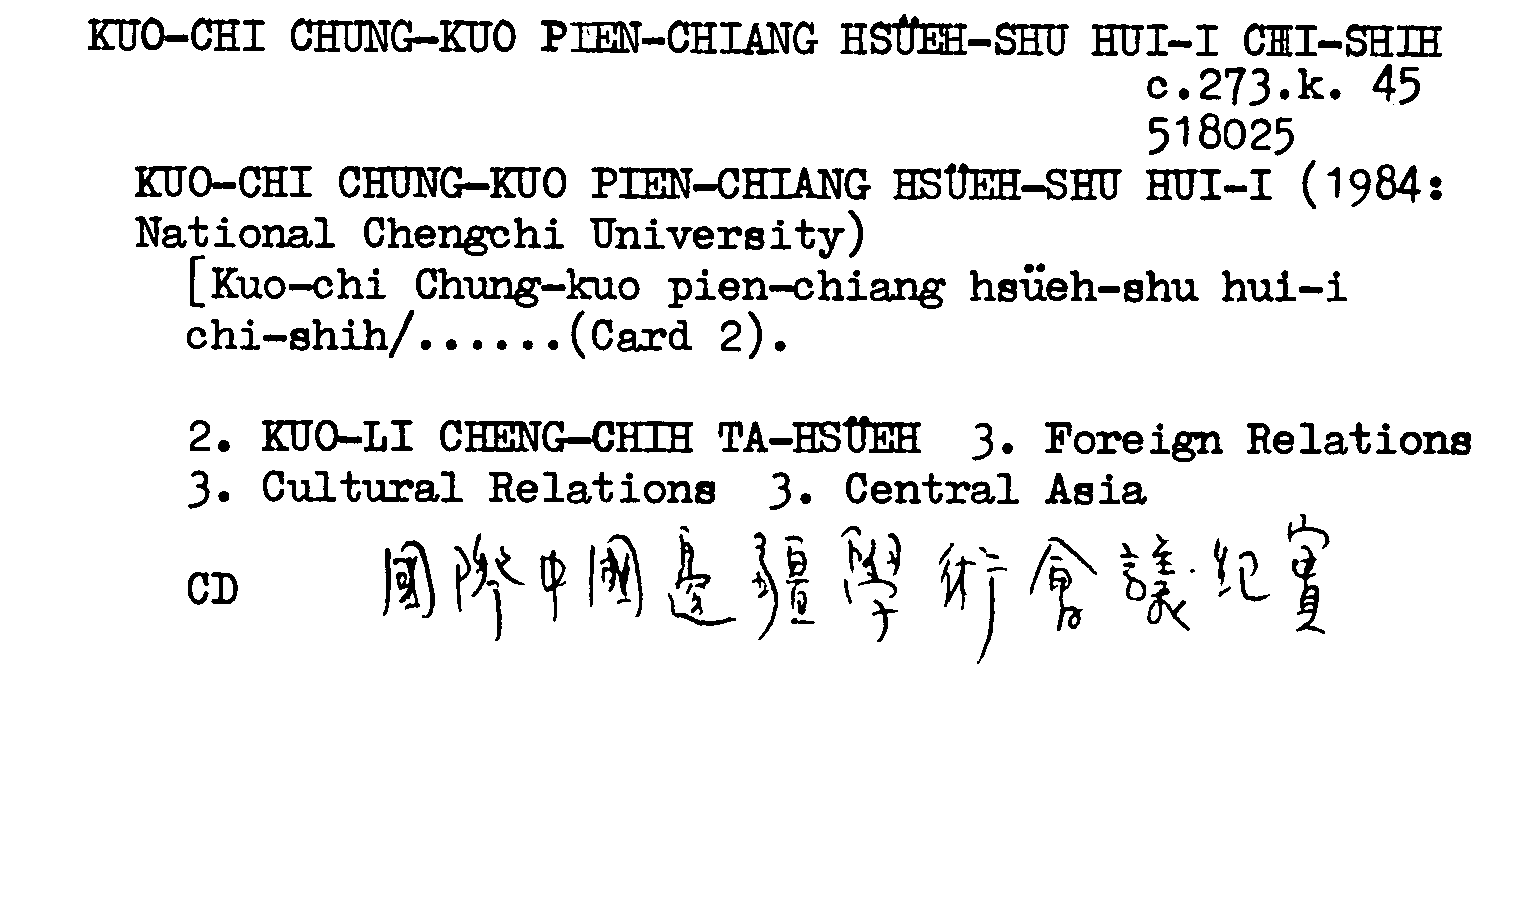 KUO-CHI CHUNG-KUO PIEN-CHIANG HSÜEH-SHU HUI-I CHI-SHIH
c.273.k. 45
518025
KUO-CHI CHUNG-KUO PIEN-CHIANG HSÜEH-SHU HUI-I (1984:
National Chengchi University)
[Kuo-chi Chung-kuo pien-chiang hsüeh-shu hui-i
chi-shih/......(Card 2).
2. KUO-LI CHENG-CHIH TA-HSÜEH 3. Foreign Relations
3. Cultural Relations 3. Central Asia
CD 國際中國邊疆學術會議紀實